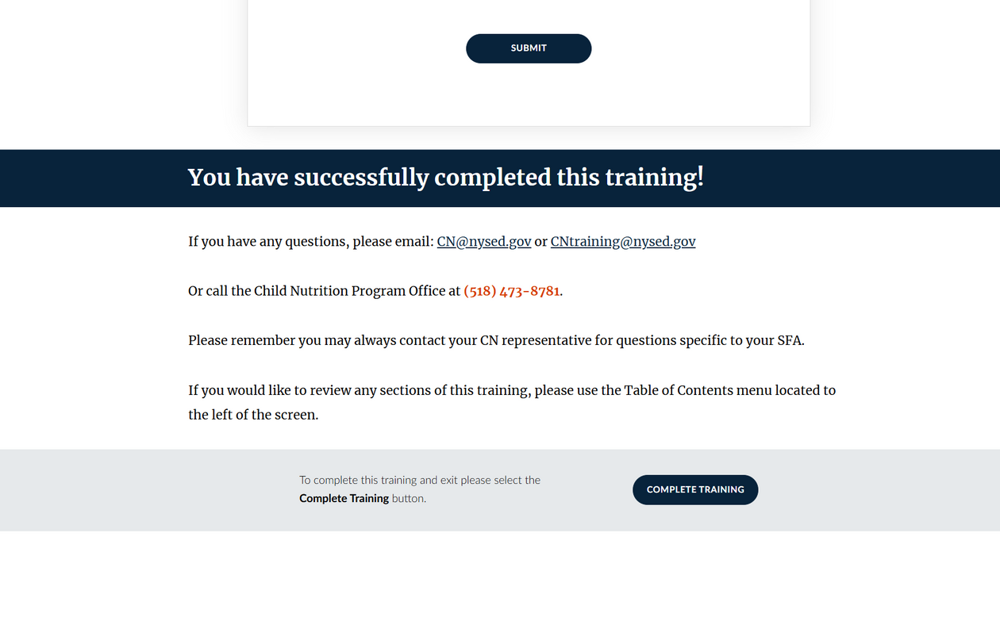 SUBMIT
You have successfully completed this training!
If you have any questions, please email: CN@nysed.gov or CNtraining@nysed.gov
Or call the Child Nutrition Program Office at (518) 473-8781.
Please remember you may always contact your CN representative for questions specific to your SFA.
If you would like to review any sections of this training, please use the Table of Contents menu located to
the left of the screen.
To complete this training and exit please select the
Complete Training button.
COMPLETE TRAINING